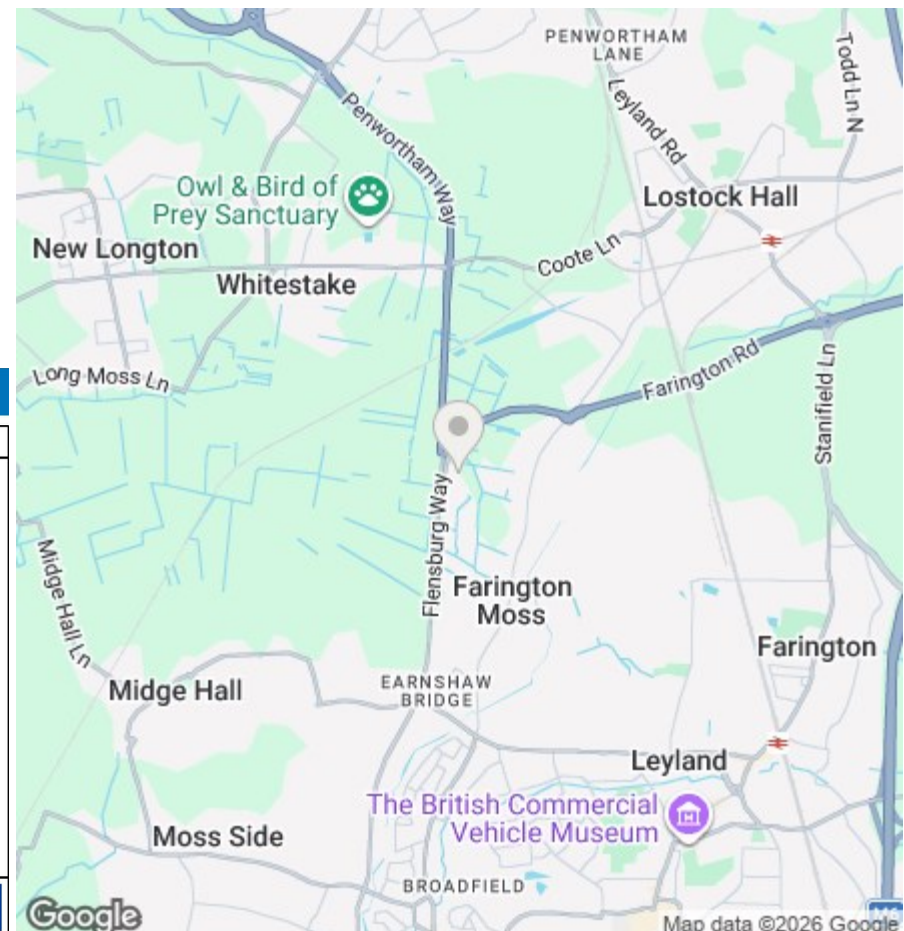 PENWORTHAM
LANE
Leyland Rd
Todd Ln N
Penwortham Way
Owl & Bird of
Prey Sanctuary
Lostock Hall
New Longton
Whitestake
Coote Ln
Long Moss Ln
Farington Rd
Stanifield Ln
Flensburg Way
Midge Hall Ln
Farington
Moss
Farington
Midge Hall
EARNSHAW
BRIDGE
Leyland
The British Commercial
Vehicle Museum
Moss Side
BROADFIELD
Google
M6
Map data ©2026 Google